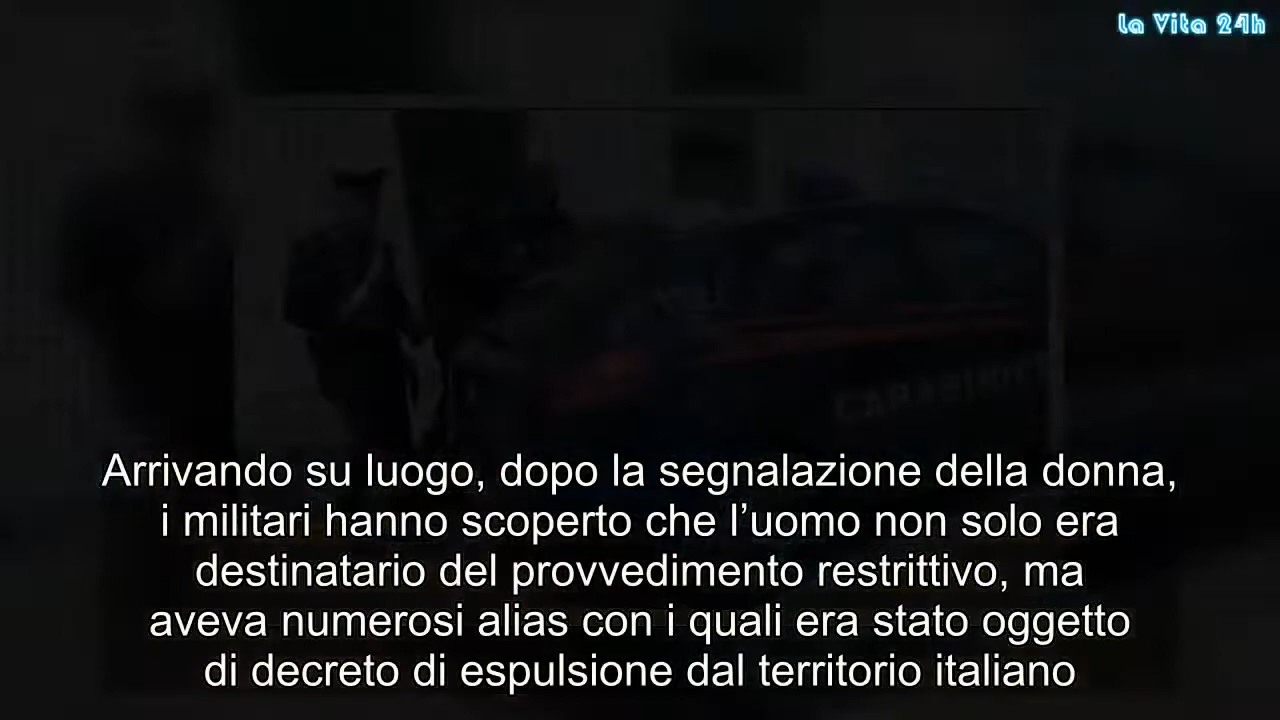 la Vita 24h
Arrivando su luogo, dopo la segnalazione della donna,
i militari hanno scoperto che l’uomo non solo era
destinatario del provvedimento restrittivo, ma
aveva numerosi alias con i quali era stato oggetto
di decreto di espulsione dal territorio italiano